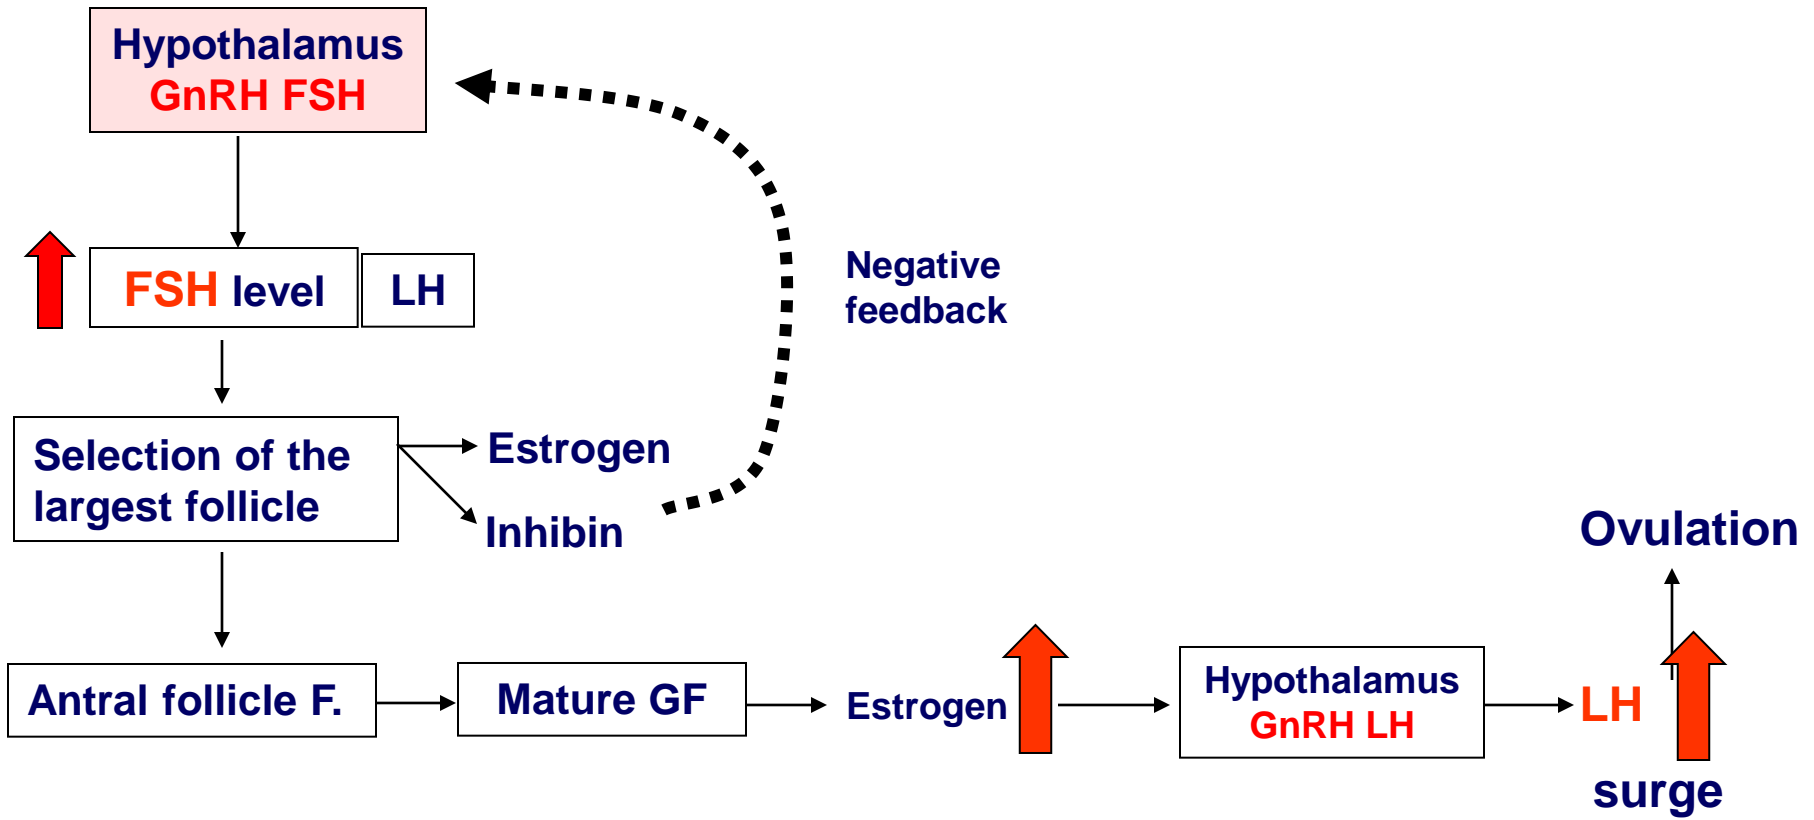 Hypothalamus
GnRH FSH
Negative
feedback
FSH level
LH
Selection of the
largest follicle
Estrogen
Inhibin
Ovulation
Antral follicle F.
Mature GF
Estrogen
Hypothalamus
GnRH LH
LH
surge